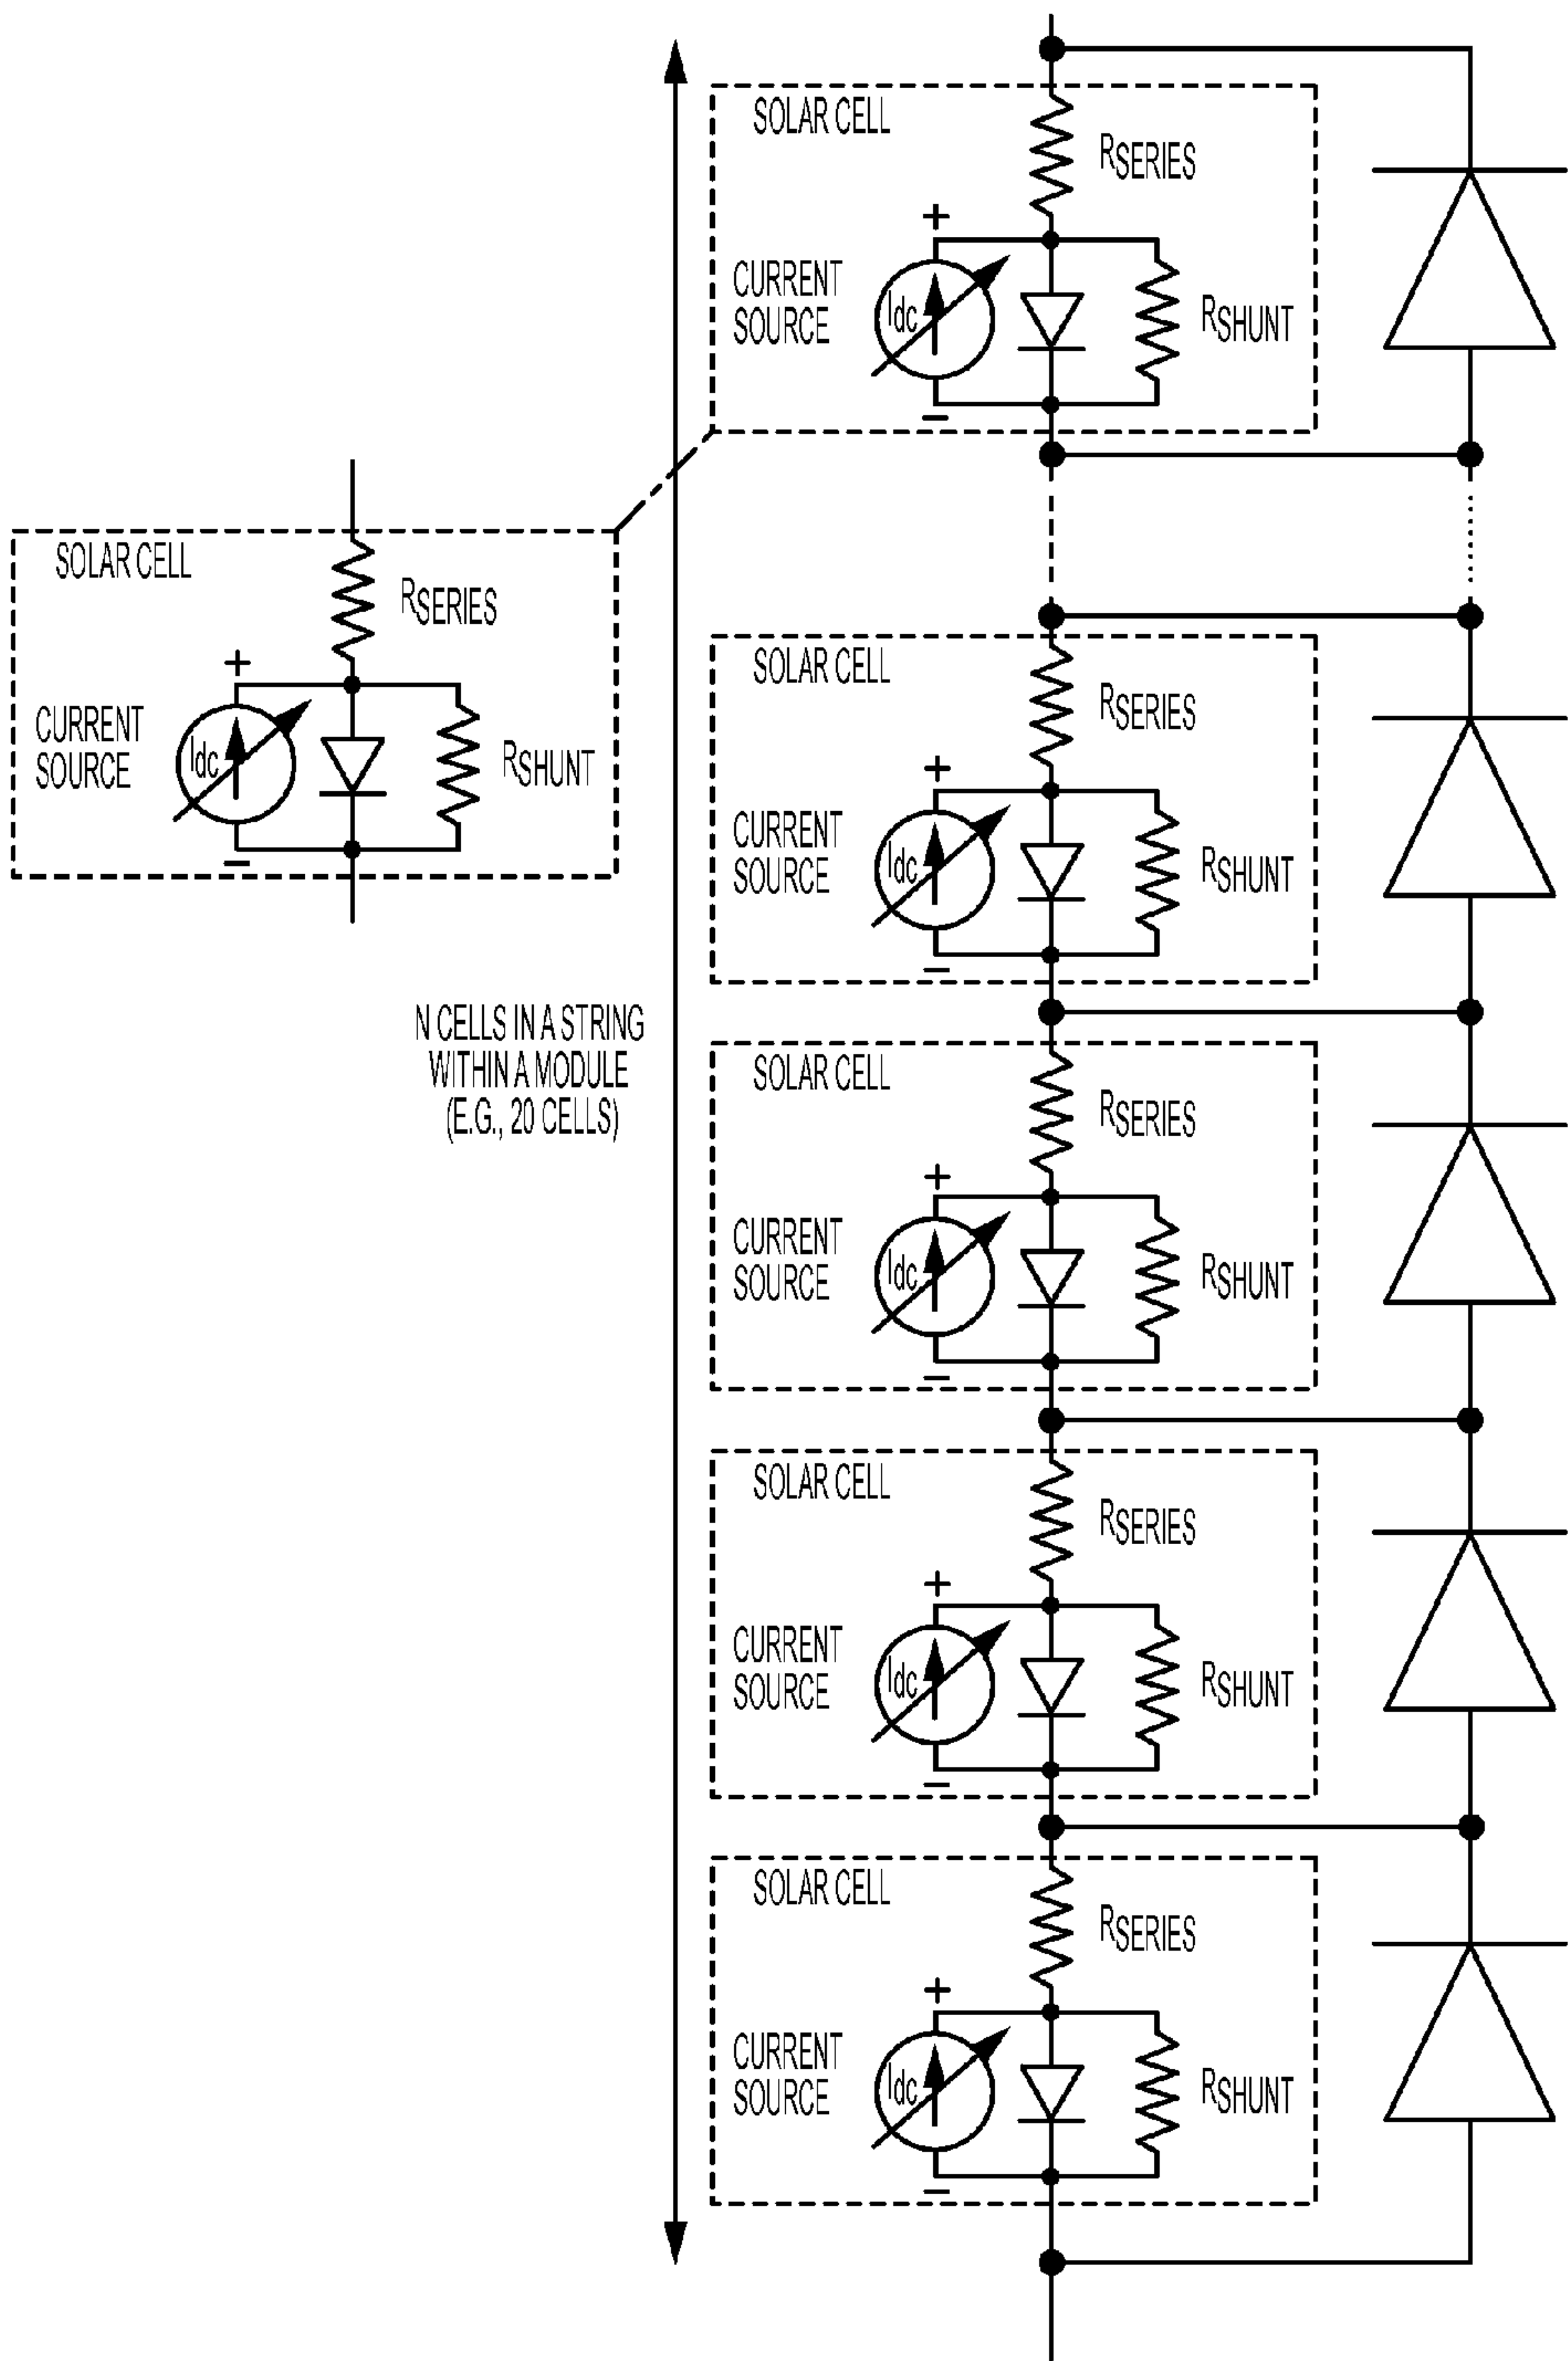 SOLAR CELL
RSERIES
+
CURRENT
SOURCE
Idc
RSHUNT
−
SOLAR CELL
RSERIES
+
CURRENT
SOURCE
Idc
RSHUNT
−
N CELLS IN A STRING
WITHIN A MODULE
(E.G., 20 CELLS)
SOLAR CELL
RSERIES
+
CURRENT
SOURCE
Idc
RSHUNT
−
SOLAR CELL
RSERIES
+
CURRENT
SOURCE
Idc
RSHUNT
−
SOLAR CELL
RSERIES
+
CURRENT
SOURCE
Idc
RSHUNT
−
SOLAR CELL
RSERIES
+
CURRENT
SOURCE
Idc
RSHUNT
−